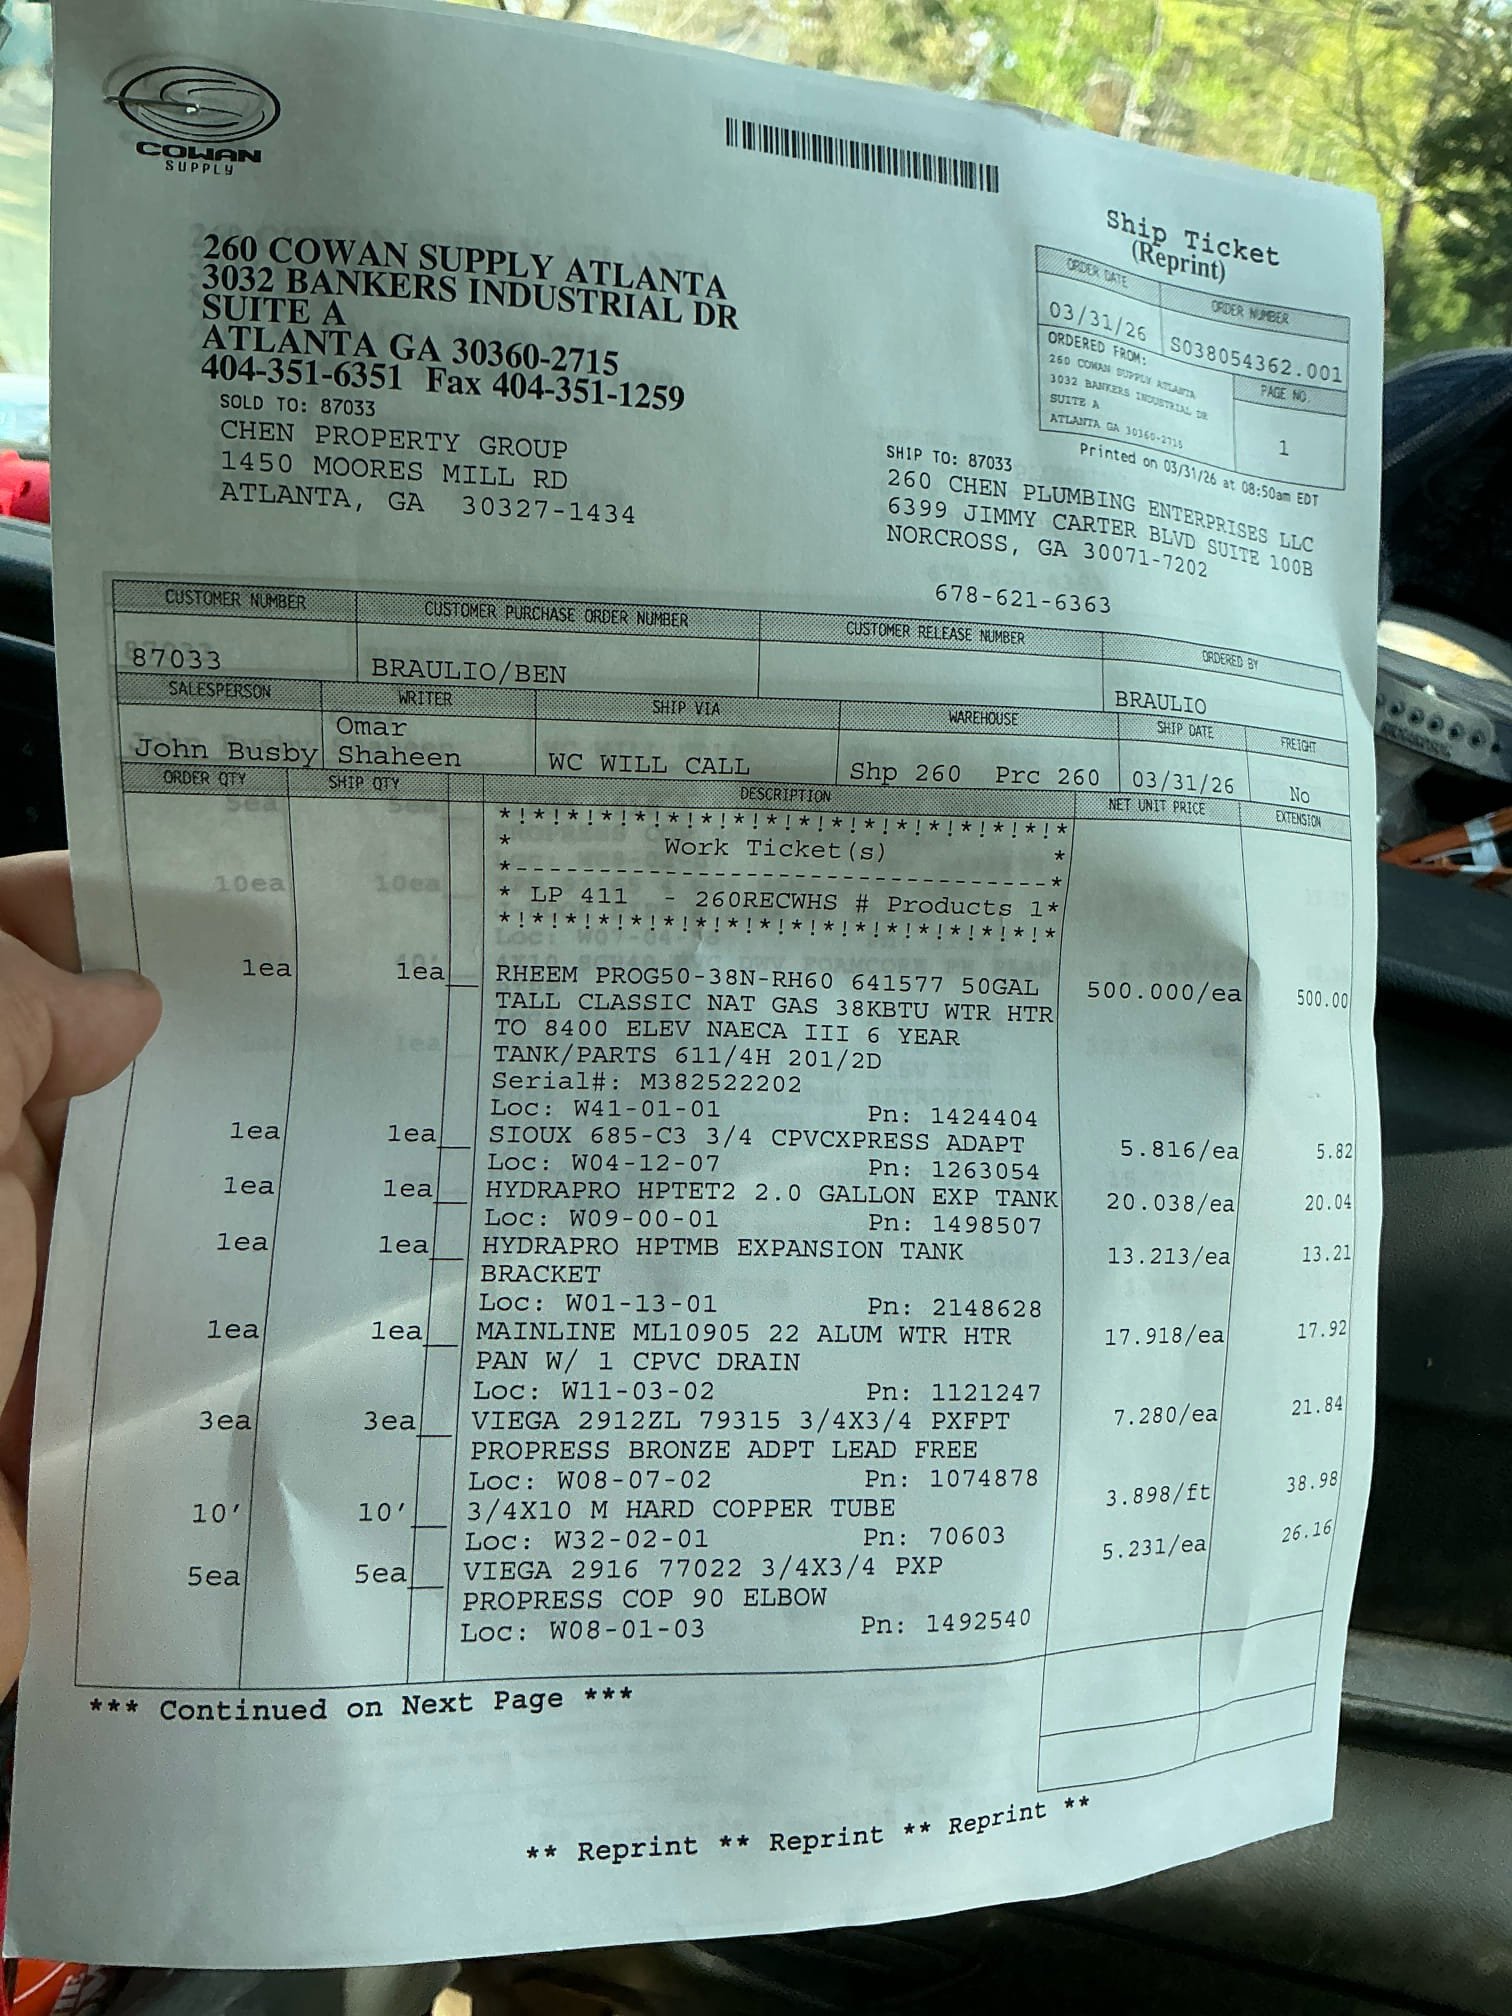 COWAN
SUPPLY
Ship Ticket
(Reprint)
260 COWAN SUPPLY ATLANTA
3032 BANKERS INDUSTRIAL DR
SUITE A
ATLANTA GA 30360-2715
404-351-6351 Fax 404-351-1259
ORDER DATE ORDER NUMBER
03/31/26 S038054362.001
ORDERED FROM: PAGE NO.
260 COWAN SUPPLY ATLANTA
3032 BANKERS INDUSTRIAL DR
SUITE A
ATLANTA GA 30360-2715
1
Printed on 03/31/26 at 08:50am EDT
SOLD TO: 87033
CHEN PROPERTY GROUP
1450 MOORES MILL RD
ATLANTA, GA 30327-1434
SHIP TO: 87033
260 CHEN PLUMBING ENTERPRISES LLC
6399 JIMMY CARTER BLVD SUITE 100B
NORCROSS, GA 30071-7202
678-621-6363
CUSTOMER NUMBER CUSTOMER PURCHASE ORDER NUMBER CUSTOMER RELEASE NUMBER ORDERED BY
87033 BRAULIO/BEN BRAULIO
SALESPERSON WRITER SHIP VIA WAREHOUSE SHIP DATE FREIGHT
Omar
John Busby Shaheen WC WILL CALL Shp 260 Prc 260 03/31/26 No
ORDER QTY SHIP QTY DESCRIPTION NET UNIT PRICE EXTENSION
*!*!*!*!*!*!*!*!*!*!*!*!*!*!*!*!*!*
* Work Ticket(s) *
*---------------------------------*
* LP 411 - 260RECWHS # Products 1*
*!*!*!*!*!*!*!*!*!*!*!*!*!*!*!*!*!*
1ea 1ea__ RHEEM PROG50-38N-RH60 641577 50GAL 500.000/ea 500.00
TALL CLASSIC NAT GAS 38KBTU WTR HTR
TO 8400 ELEV NAECA III 6 YEAR
TANK/PARTS 611/4H 201/2D
Serial#: M382522202
Loc: W41-01-01 Pn: 1424404
1ea 1ea__ SIOUX 685-C3 3/4 CPVCXPRESS ADAPT 5.816/ea 5.82
Loc: W04-12-07 Pn: 1263054
1ea 1ea__ HYDRAPRO HPTET2 2.0 GALLON EXP TANK 20.038/ea 20.04
Loc: W09-00-01 Pn: 1498507
1ea 1ea__ HYDRAPRO HPTMB EXPANSION TANK 13.213/ea 13.21
BRACKET
Loc: W01-13-01 Pn: 2148628
1ea 1ea__ MAINLINE ML10905 22 ALUM WTR HTR 17.918/ea 17.92
PAN W/ 1 CPVC DRAIN
Loc: W11-03-02 Pn: 1121247
3ea 3ea__ VIEGA 2912ZL 79315 3/4X3/4 PXFPT 7.280/ea 21.84
PROPRESS BRONZE ADPT LEAD FREE
Loc: W08-07-02 Pn: 1074878
10' 10'__ 3/4X10 M HARD COPPER TUBE 3.898/ft 38.98
Loc: W32-02-01 Pn: 70603
5ea 5ea__ VIEGA 2916 77022 3/4X3/4 PXP 5.231/ea 26.16
PROPRESS COP 90 ELBOW
Loc: W08-01-03 Pn: 1492540
*** Continued on Next Page ***
** Reprint ** Reprint ** Reprint **